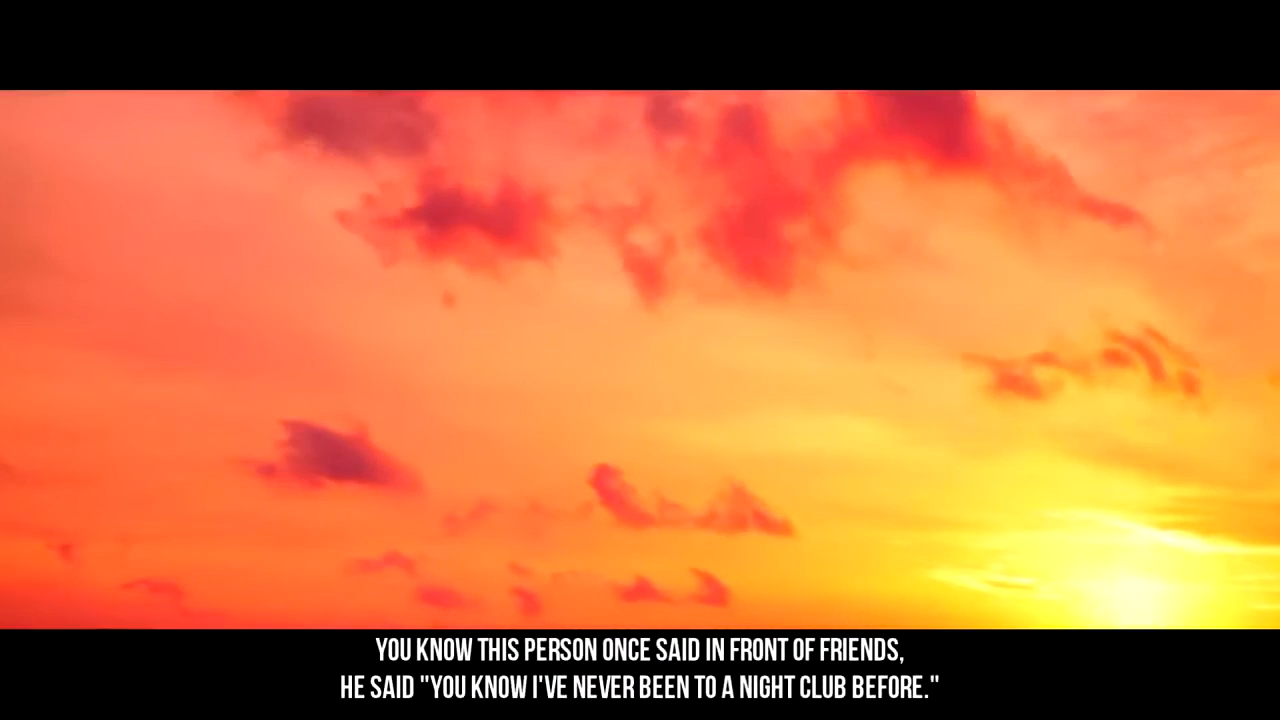 YOU KNOW THIS PERSON ONCE SAID IN FRONT OF FRIENDS,
HE SAID "YOU KNOW I'VE NEVER BEEN TO A NIGHT CLUB BEFORE."